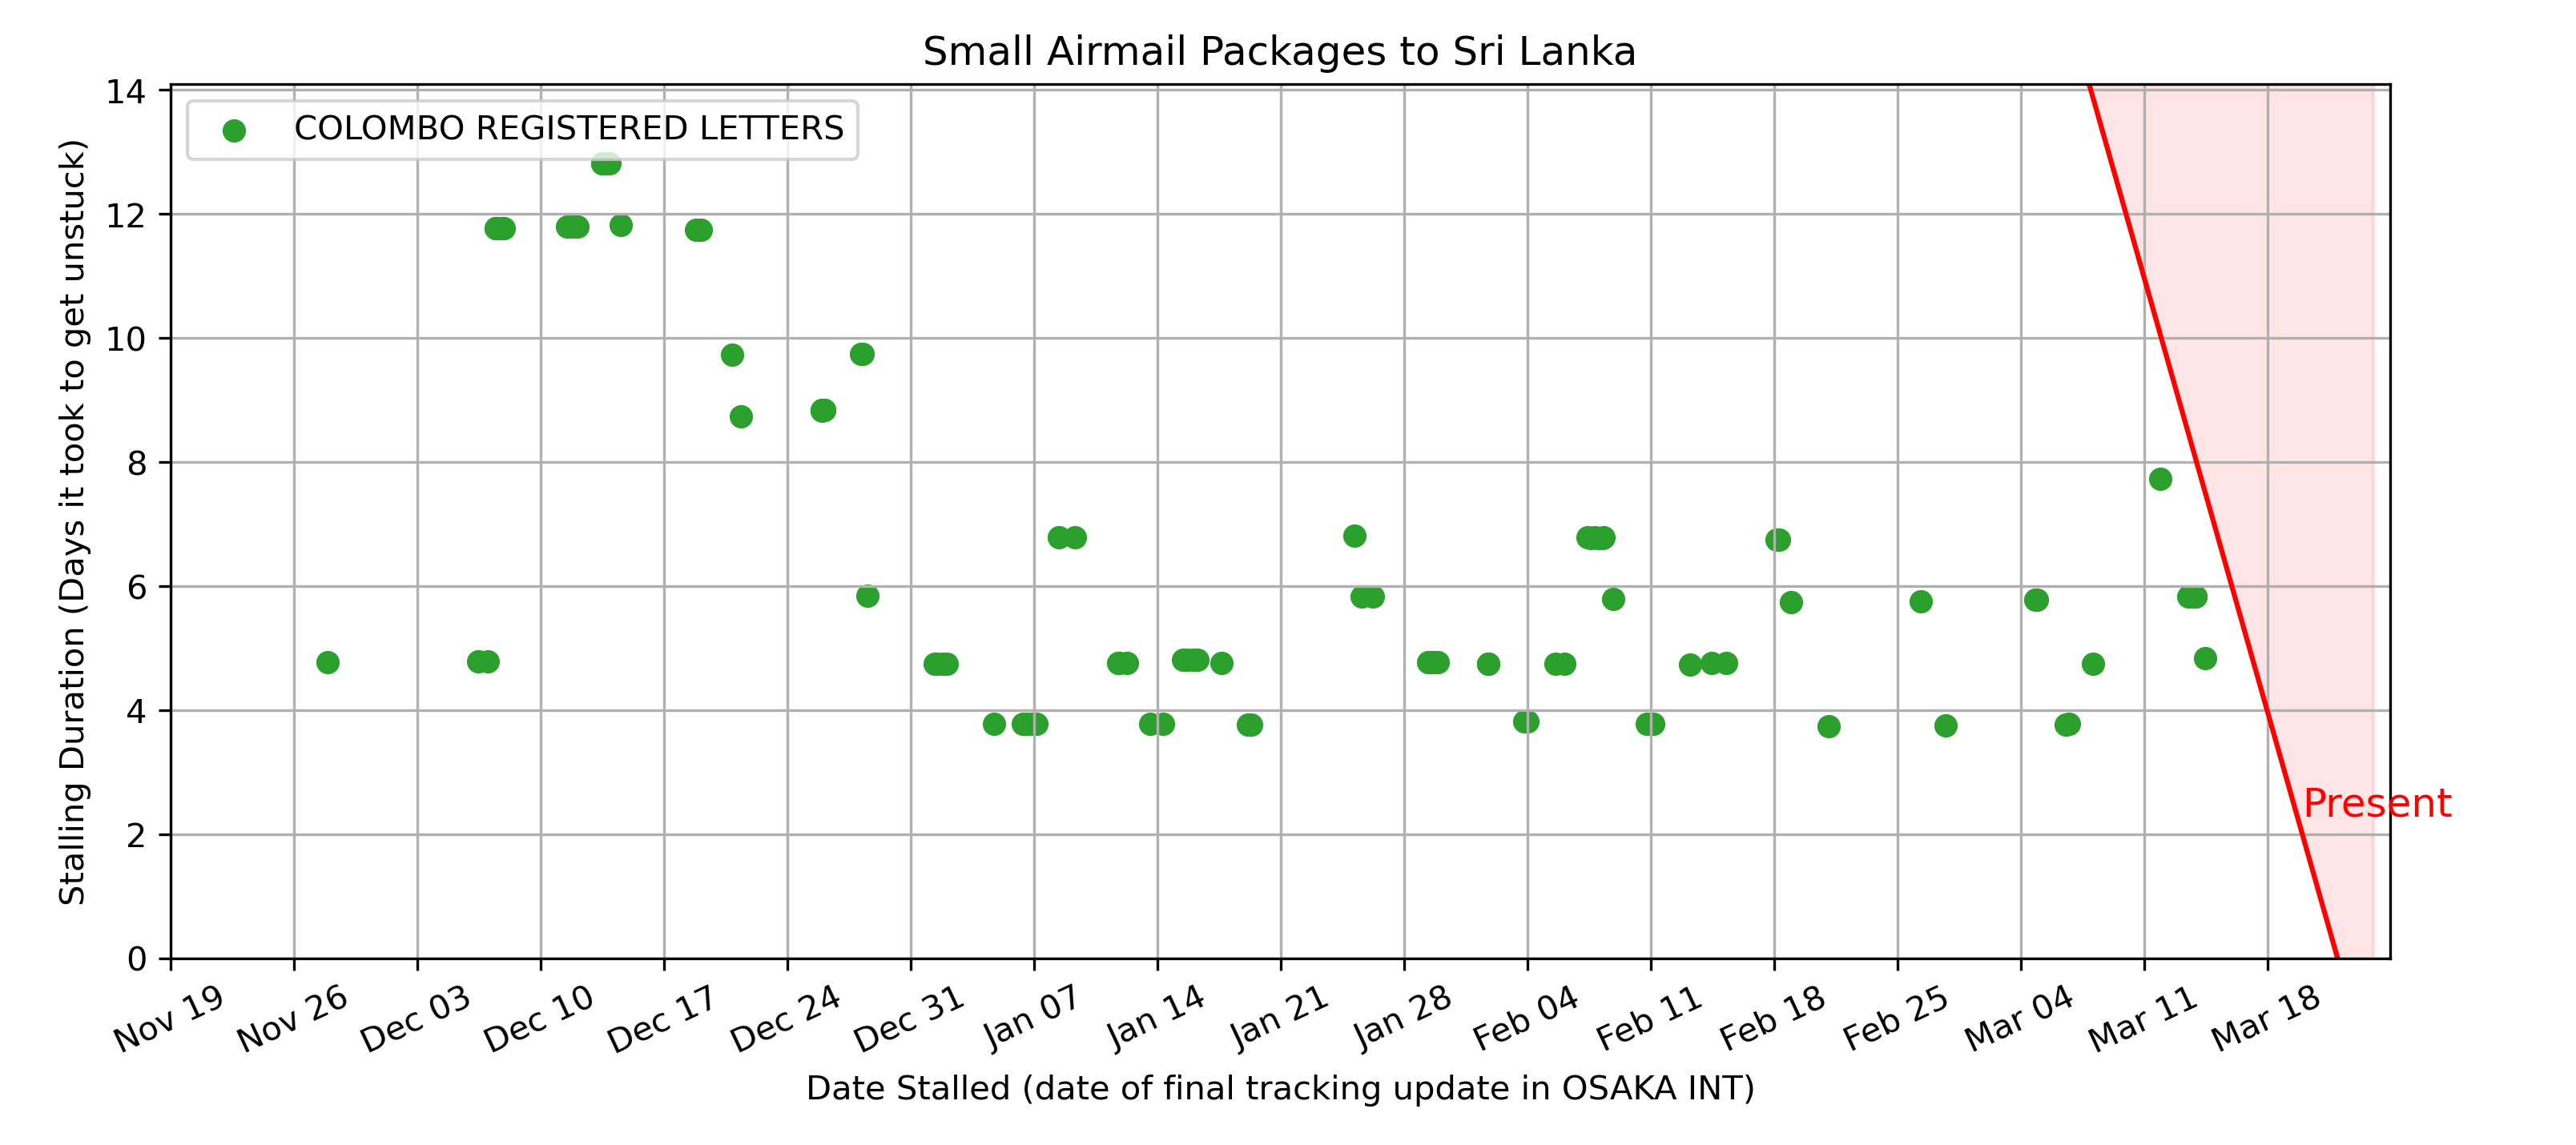 Small Airmail Packages to Sri Lanka
COLOMBO REGISTERED LETTERS
Stalling Duration (Days it took to get unstuck)
14
12
10
8
6
4
2
0
Present
Nov 19
Nov 26
Dec 03
Dec 10
Dec 17
Dec 24
Dec 31
Jan 07
Jan 14
Jan 21
Jan 28
Feb 04
Feb 11
Feb 18
Feb 25
Mar 04
Mar 11
Mar 18
Date Stalled (date of final tracking update in OSAKA INT)